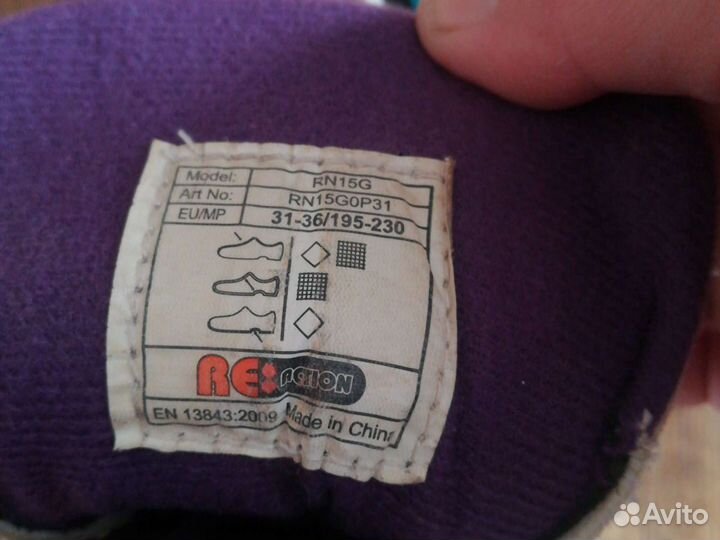 Model: RN15G
Art No: RN15G0P31
EU/MP 31-36/195-230
RE:ACTION
EN 13843:2009 Made in China
Avito